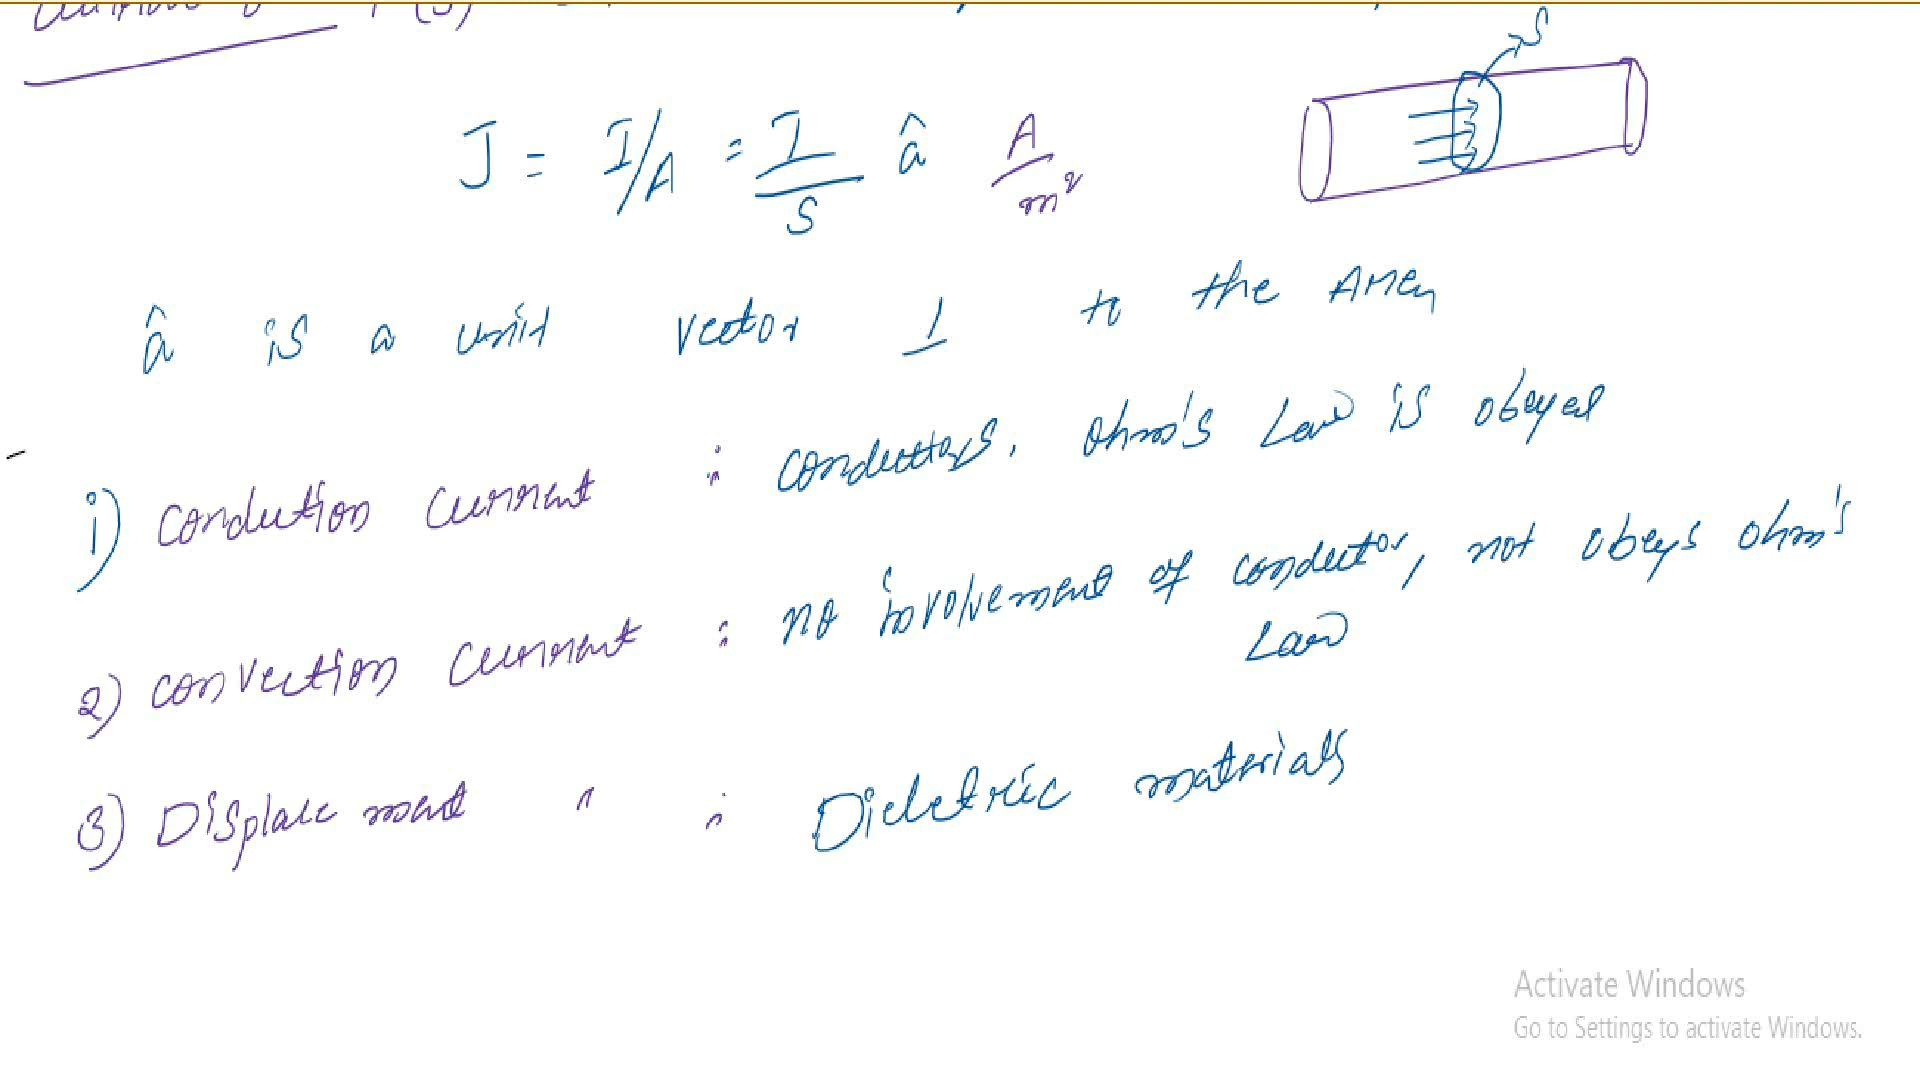 (J)
S
J = I/A = I/S â A/m²
â is a unit vector ⊥ to the Area
1) Conduction Current : conductors, ohm's Law is obeyed
2) Convection Current : no involvement of conductor, not obeys ohm's
Law
3) Displacement " : Dielectric materials
Activate Windows
Go to Settings to activate Windows.